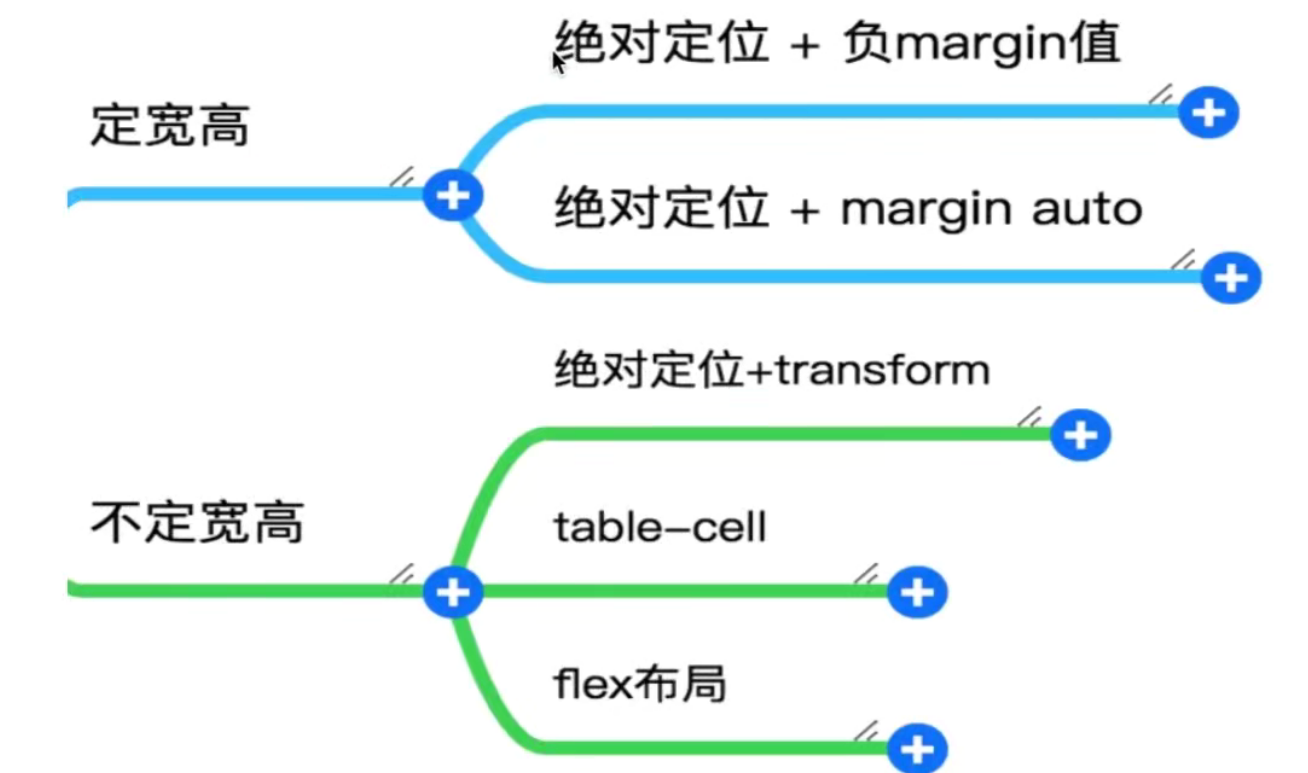 绝对定位 + 负margin值
定宽高
绝对定位 + margin auto
绝对定位+transform
不定宽高
table-cell
flex布局